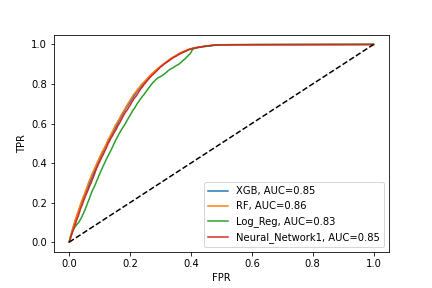 1.0
0.8
0.6
0.4
0.2
0.0
TPR
XGB, AUC=0.85
RF, AUC=0.86
Log_Reg, AUC=0.83
Neural_Network1, AUC=0.85
0.0 0.2 0.4 0.6 0.8 1.0
FPR